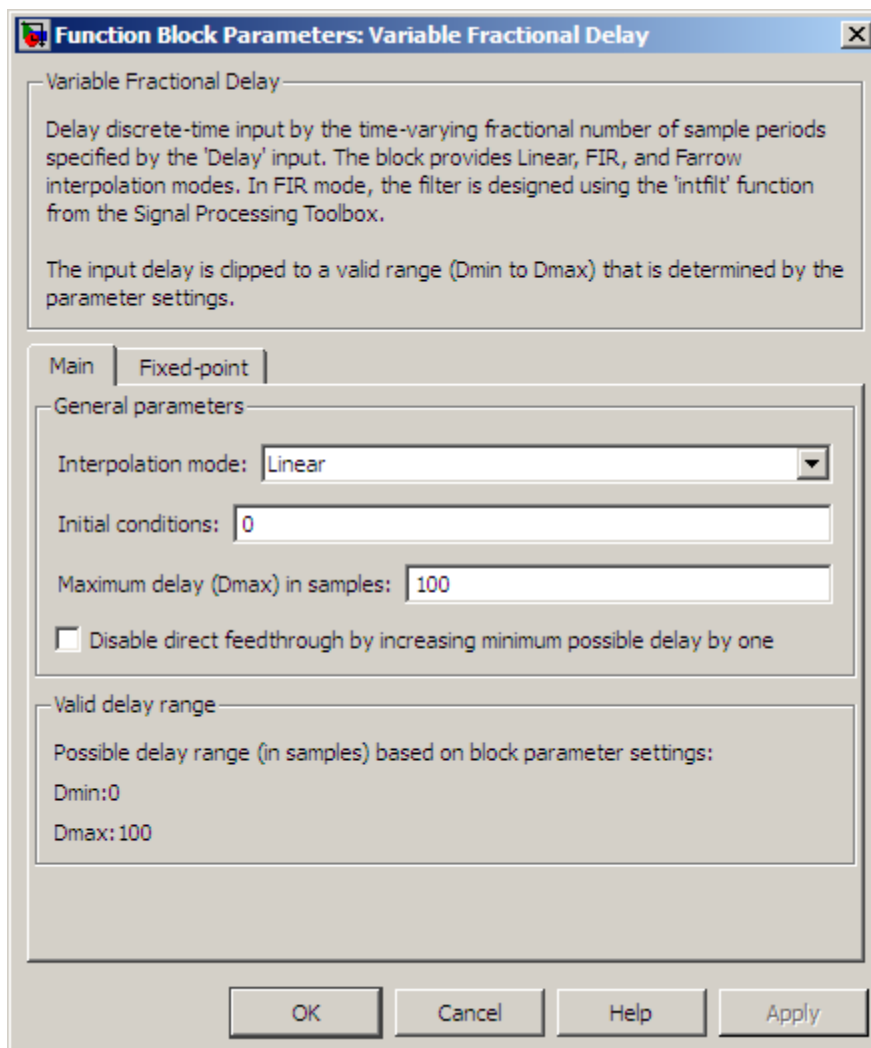 Function Block Parameters: Variable Fractional Delay
Variable Fractional Delay
Delay discrete-time input by the time-varying fractional number of sample periods
specified by the 'Delay' input. The block provides Linear, FIR, and Farrow
interpolation modes. In FIR mode, the filter is designed using the 'intfilt' function
from the Signal Processing Toolbox.
The input delay is clipped to a valid range (Dmin to Dmax) that is determined by the
parameter settings.
Main Fixed-point
General parameters
Interpolation mode: Linear
Initial conditions: 0
Maximum delay (Dmax) in samples: 100
Disable direct feedthrough by increasing minimum possible delay by one
Valid delay range
Possible delay range (in samples) based on block parameter settings:
Dmin:0
Dmax:100
OK Cancel Help Apply